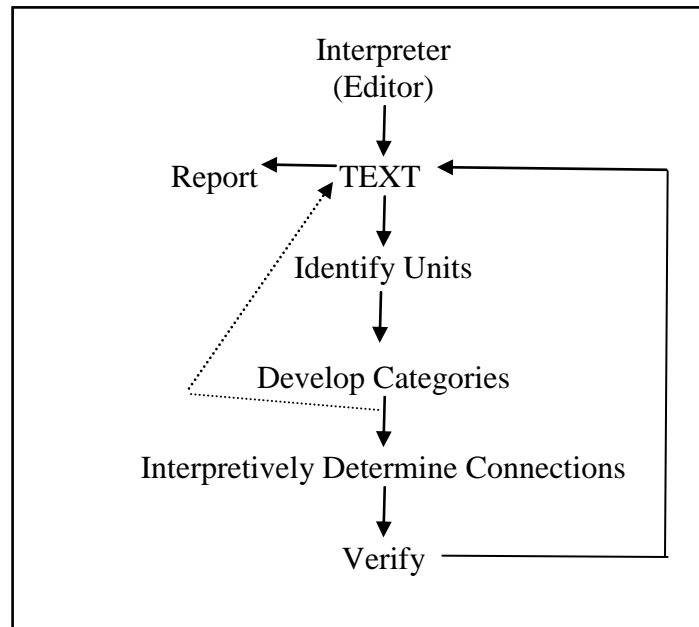 Interpreter
(Editor)
Report
TEXT
Identify Units
Develop Categories
Interpretively Determine Connections
Verify